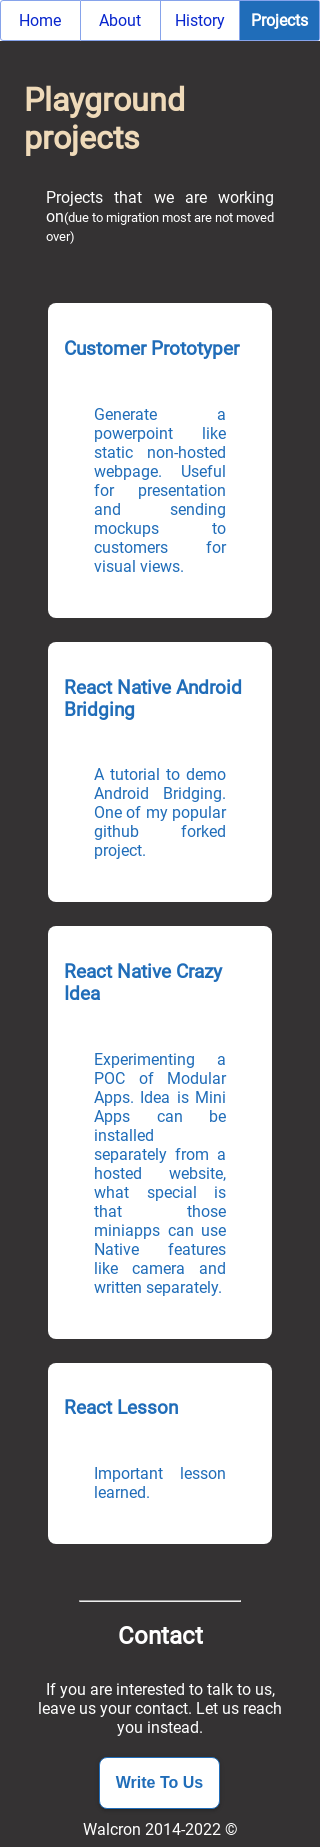 Home About History Projects
Playground
projects
Projects that we are working
on(due to migration most are not moved
over)
Customer Prototyper
Generate a
powerpoint like
static non-hosted
webpage. Useful
for presentation
and sending
mockups to
customers for
visual views.
React Native Android
Bridging
A tutorial to demo
Android Bridging.
One of my popular
github forked
project.
React Native Crazy
Idea
Experimenting a
POC of Modular
Apps. Idea is Mini
Apps can be
installed
separately from a
hosted website,
what special is
that those
miniapps can use
Native features
like camera and
written separately.
React Lesson
Important lesson
learned.
Contact
If you are interested to talk to us,
leave us your contact. Let us reach
you instead.
Write To Us
Walcron 2014-2022 ©